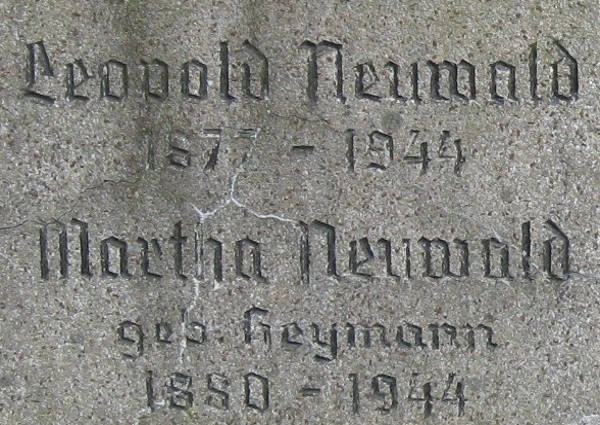 Leopold Neuwald
1877 - 1944
Martha Neuwald
geb. Heymann
1880 - 1944